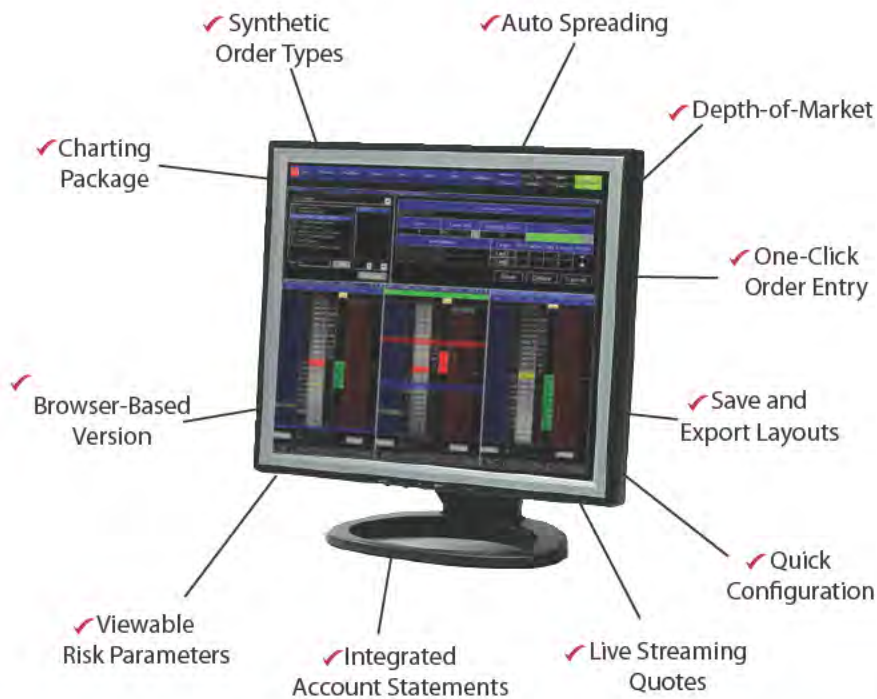 Synthetic
Order Types
Auto Spreading
Depth-of-Market
Charting
Package
One-Click
Order Entry
Browser-Based
Version
Save and
Export Layouts
Quick
Configuration
Viewable
Risk Parameters
Integrated
Account Statements
Live Streaming
Quotes